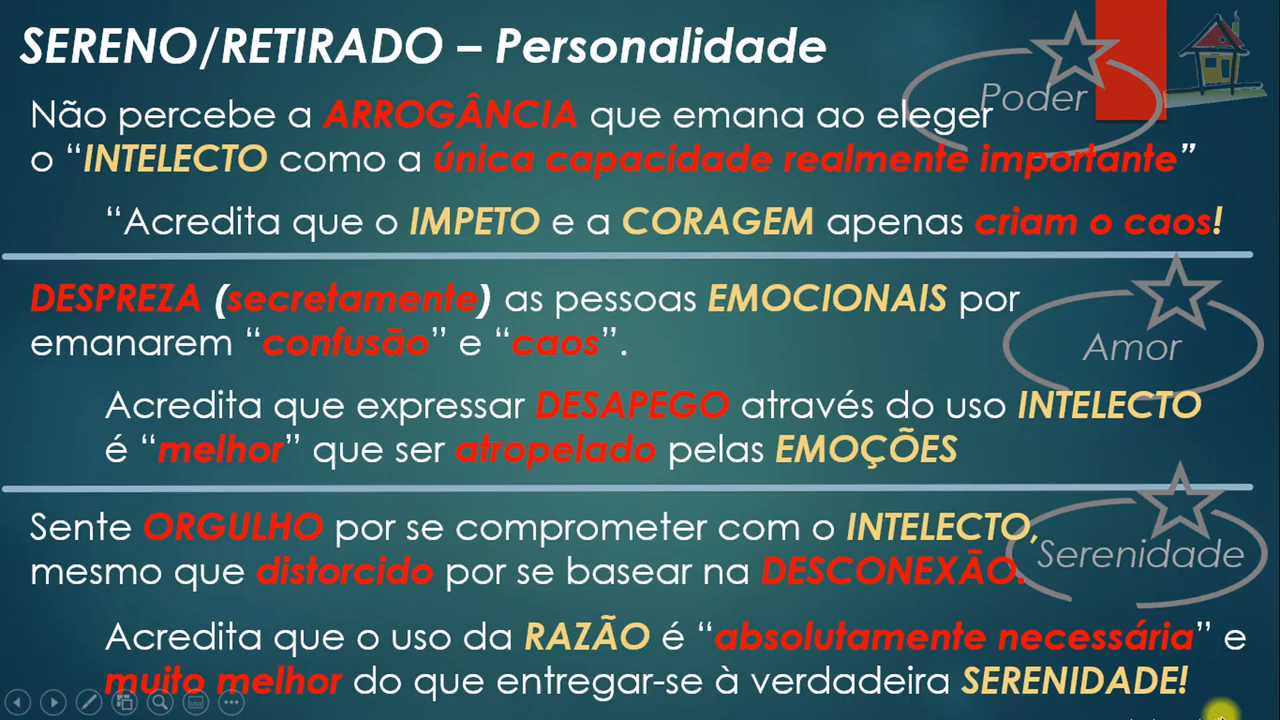 SERENO/RETIRADO – Personalidade
Não percebe a ARROGÂNCIA que emana ao eleger
o “INTELECTO como a única capacidade realmente importante”
“Acredita que o IMPETO e a CORAGEM apenas criam o caos!
Poder
DESPREZA (secretamente) as pessoas EMOCIONAIS por
emanarem “confusão” e “caos”.
Amor
Acredita que expressar DESAPEGO através do uso INTELECTO
é “melhor” que ser atropelado pelas EMOÇÕES
Sente ORGULHO por se comprometer com o INTELECTO,
mesmo que distorcido por se basear na DESCONEXÃO.
Serenidade
Acredita que o uso da RAZÃO é “absolutamente necessária” e
muito melhor do que entregar-se à verdadeira SERENIDADE!